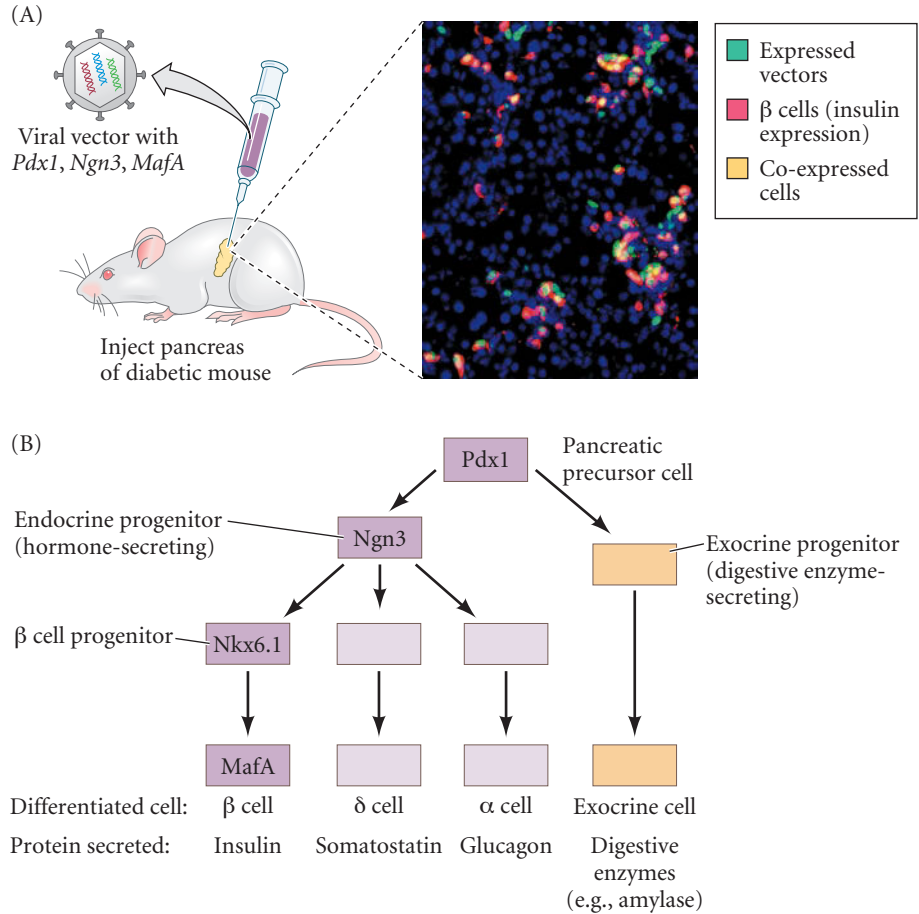 (A)
Viral vector with
Pdx1, Ngn3, MafA
Inject pancreas
of diabetic mouse
Expressed
vectors
β cells (insulin
expression)
Co-expressed
cells
(B)
Pdx1
Pancreatic
precursor cell
Endocrine progenitor
(hormone-secreting)
Ngn3
Exocrine progenitor
(digestive enzyme-
secreting)
β cell progenitor
Nkx6.1
MafA
Differentiated cell: β cell δ cell α cell Exocrine cell
Protein secreted: Insulin Somatostatin Glucagon Digestive
enzymes
(e.g., amylase)